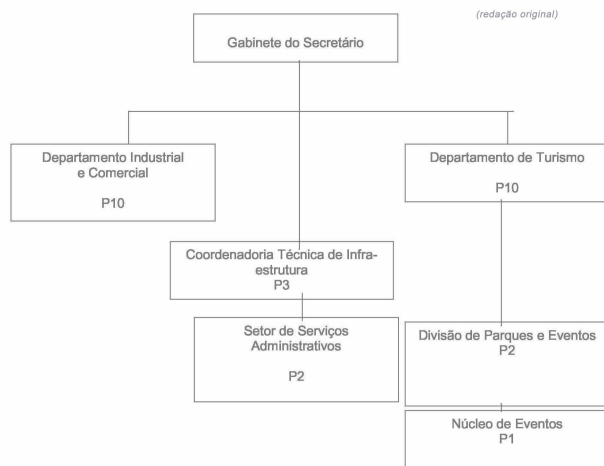 (redação original)
Gabinete do Secretário
Departamento Industrial
e Comercial
P10
Departamento de Turismo
P10
Coordenadoria Técnica de Infra-
estrutura
P3
Setor de Serviços
Administrativos
P2
Divisão de Parques e Eventos
P2
Núcleo de Eventos
P1